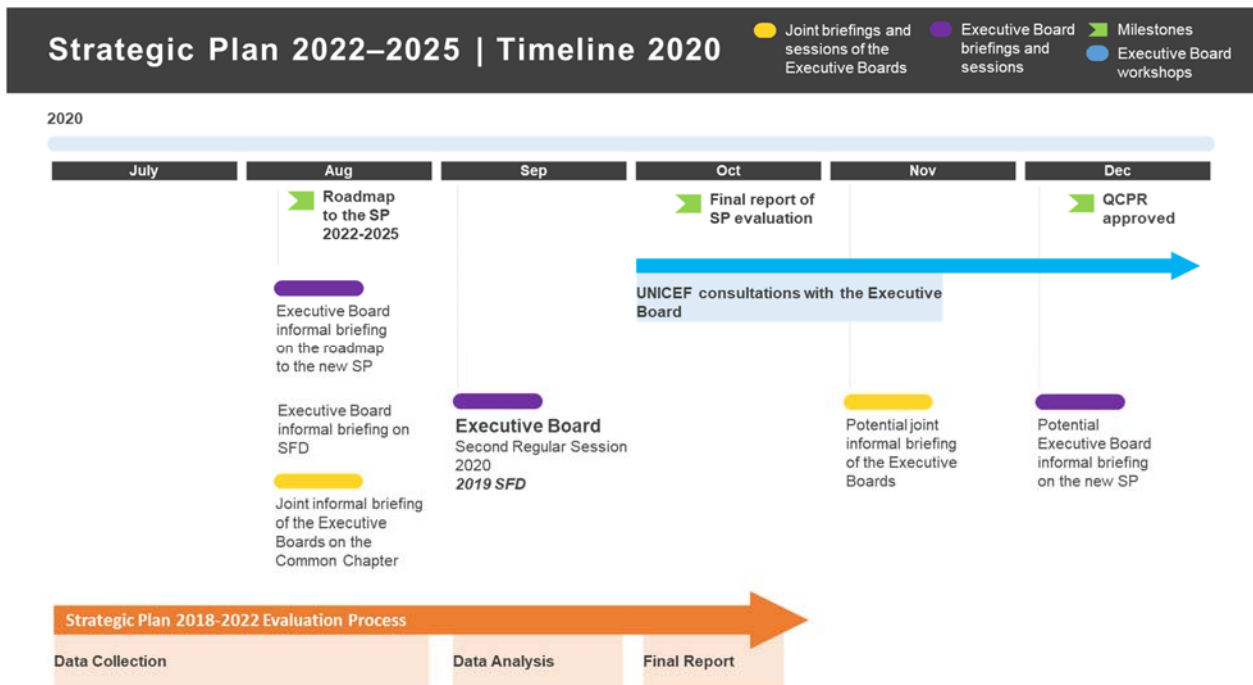 Strategic Plan 2022–2025 | Timeline 2020
Joint briefings and
sessions of the
Executive Boards
Executive Board
briefings and
sessions
Milestones
Executive Board
workshops
2020
July
Aug
Sep
Oct
Nov
Dec
Roadmap
to the SP
2022-2025
Final report of
SP evaluation
QCPR
approved
UNICEF consultations with the Executive
Board
Executive Board
informal briefing
on the roadmap
to the new SP
Executive Board
informal briefing on
SFD
Joint informal briefing
of the Executive
Boards on the
Common Chapter
Executive Board
Second Regular Session
2020
2019 SFD
Potential joint
informal briefing
of the Executive
Boards
Potential
Executive Board
informal briefing
on the new SP
Strategic Plan 2018-2022 Evaluation Process
Data Collection
Data Analysis
Final Report